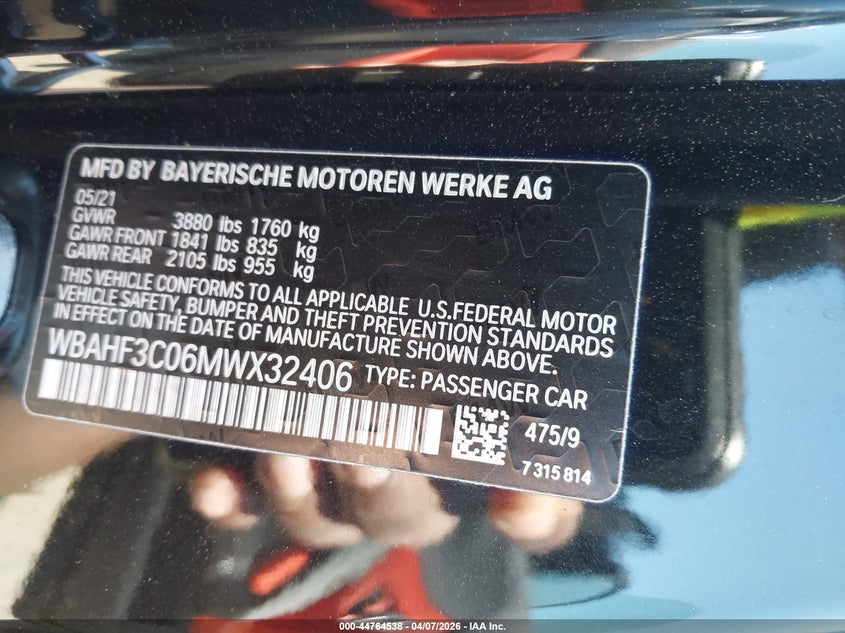 MFD BY BAYERISCHE MOTOREN WERKE AG
05/21
GVWR 3880 lbs 1760 kg
GAWR FRONT 1841 lbs 835 kg
GAWR REAR 2105 lbs 955 kg
THIS VEHICLE CONFORMS TO ALL APPLICABLE U.S.FEDERAL MOTOR
VEHICLE SAFETY, BUMPER AND THEFT PREVENTION STANDARDS
IN EFFECT ON THE DATE OF MANUFACTURE SHOWN ABOVE.
WBAHF3C06MWX32406 TYPE: PASSENGER CAR
475/9
7315814
000-44764538 - 04/07/2026 - IAA Inc.